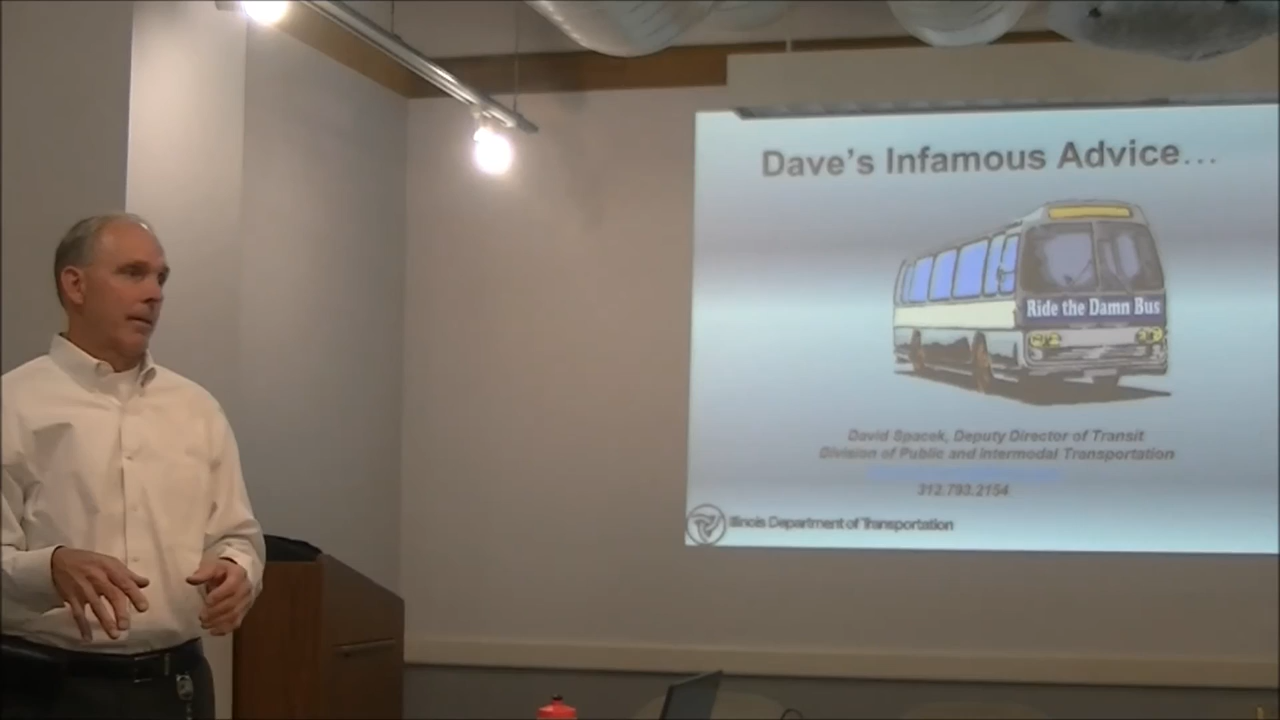 Dave's Infamous Advice...
Ride the Damn Bus
David Spacek, Deputy Director of Transit
Division of Public and Intermodal Transportation
312.793.2154
Illinois Department of Transportation